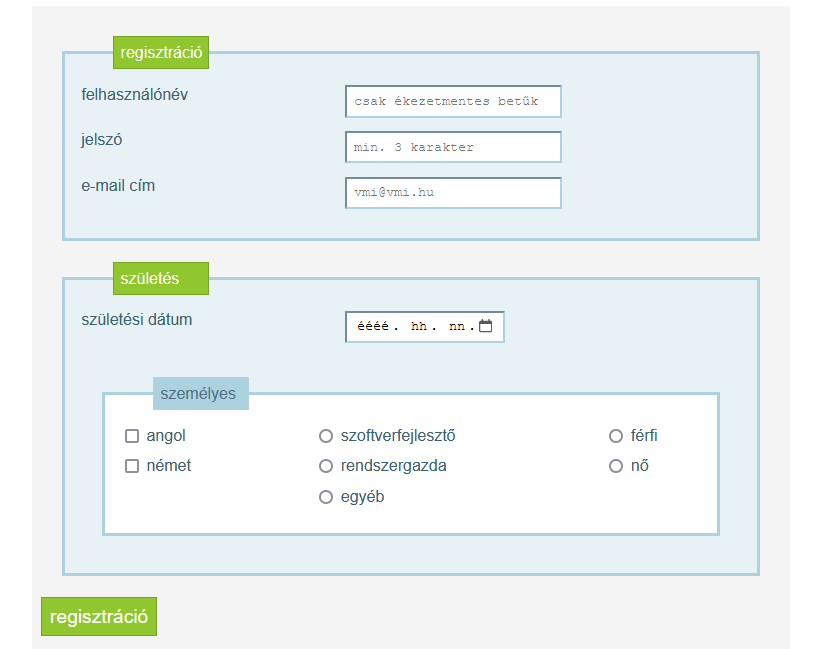 regisztráció
felhasználónév csak ékezetmentes betűk
jelszó min. 3 karakter
e-mail cím vmi@vmi.hu
születés
születési dátum éééé. hh. nn.
személyes
angol szoftverfejlesztő férfi
német rendszergazda nő
egyéb
regisztráció